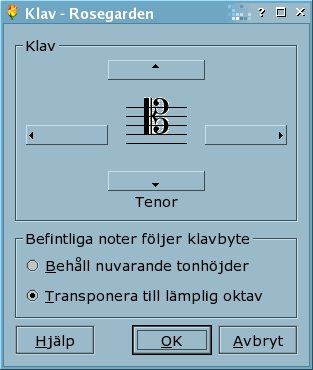 Klav - Rosegarden
Klav
Tenor
Befintliga noter följer klavbyte
Behåll nuvarande tonhöjder
Transponera till lämplig oktav
Hjälp OK Avbryt